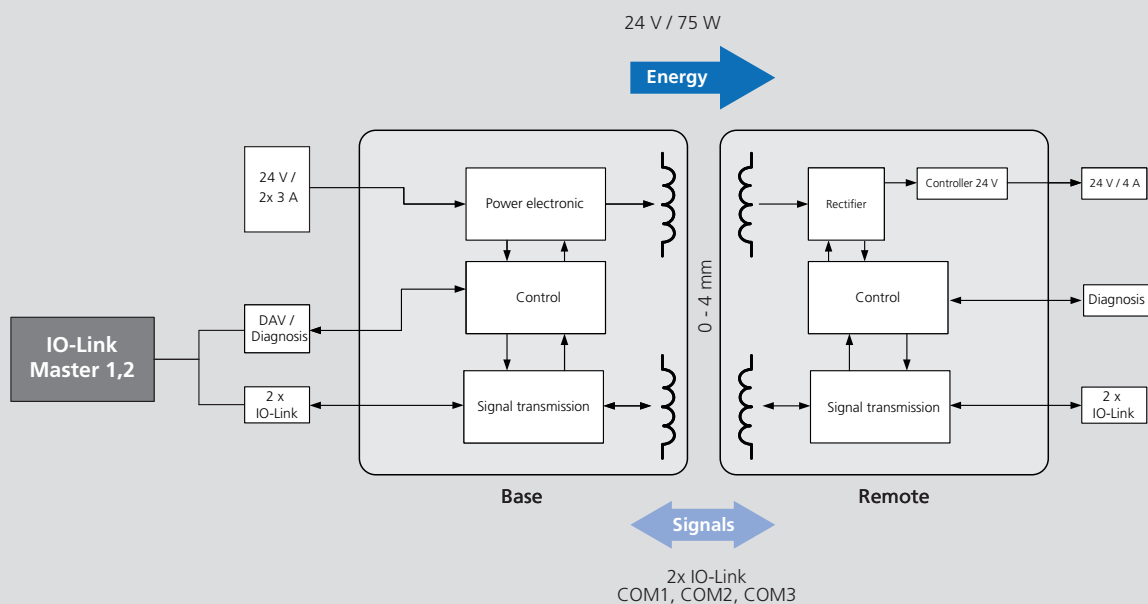 24 V / 75 W
Energy
24 V /
2x 3 A
Power electronic
Rectifier
Controller 24 V
24 V / 4 A
0 - 4 mm
DAV /
Diagnosis
Control
Control
Diagnosis
IO-Link
Master 1,2
2 x
IO-Link
Signal transmission
Signal transmission
2 x
IO-Link
Base
Remote
Signals
2x IO-Link
COM1, COM2, COM3